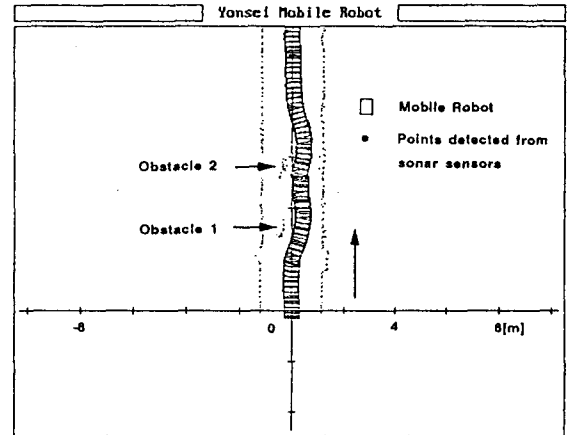 Yonsei Mobile Robot
Mobile Robot
Points detected from
sonar sensors
Obstacle 2
Obstacle 1
-8 0 4 8[m]